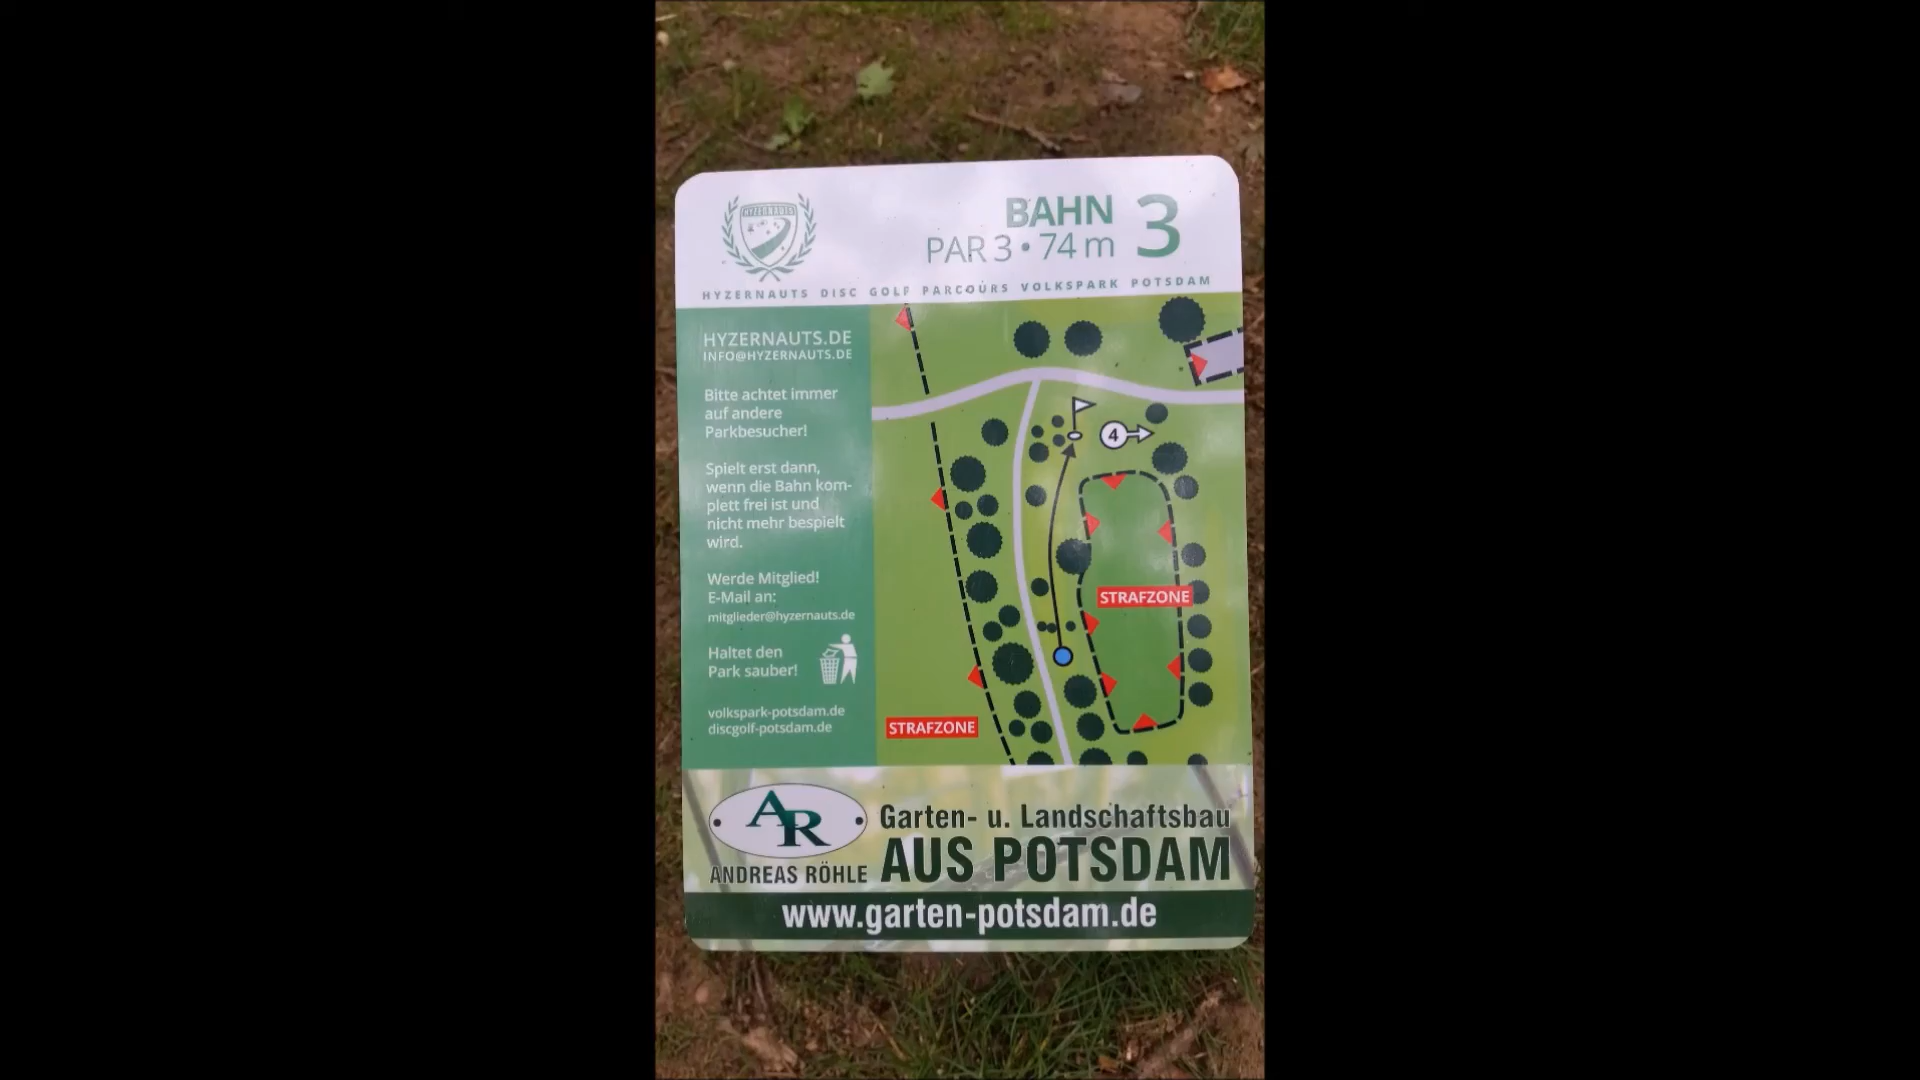 HYZERNAUTS
BAHN 3
PAR 3 • 74 m
HYZERNAUTS DISC GOLF PARCOURS VOLKSPARK POTSDAM
HYZERNAUTS.DE
INFO@HYZERNAUTS.DE
Bitte achtet immer
auf andere
Parkbesucher!
Spielt erst dann,
wenn die Bahn kom-
plett frei ist und
nicht mehr bespielt
wird.
Werde Mitglied!
E-Mail an:
mitglieder@hyzernauts.de
Haltet den
Park sauber!
volkspark-potsdam.de
discgolf-potsdam.de
4
STRAFZONE
STRAFZONE
AR
ANDREAS RÖHLE
Garten- u. Landschaftsbau
AUS POTSDAM
www.garten-potsdam.de